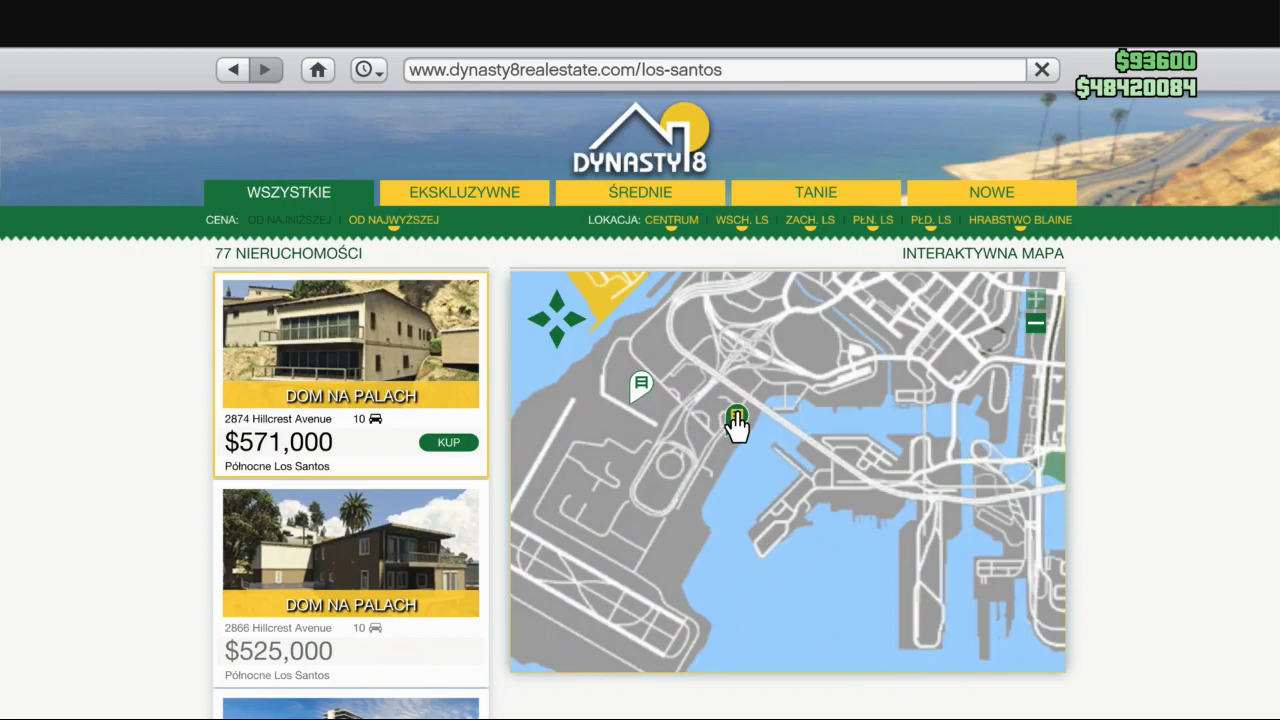 www.dynasty8realestate.com/los-santos
$93600
$48420084
DYNASTY8
WSZYSTKIE
EKSKLUZYWNE
ŚREDNIE
TANIE
NOWE
CENA: OD NAJNIŻSZEJ | OD NAJWYŻSZEJ
LOKACJA: CENTRUM | WSCH. LS | ZACH. LS | PŁN. LS | PŁD. LS | HRABSTWO BLAINE
77 NIERUCHOMOŚCI
INTERAKTYWNA MAPA
DOM NA PALACH
2874 Hillcrest Avenue 10
$571,000
KUP
Północne Los Santos
DOM NA PALACH
2866 Hillcrest Avenue 10
$525,000
Północne Los Santos